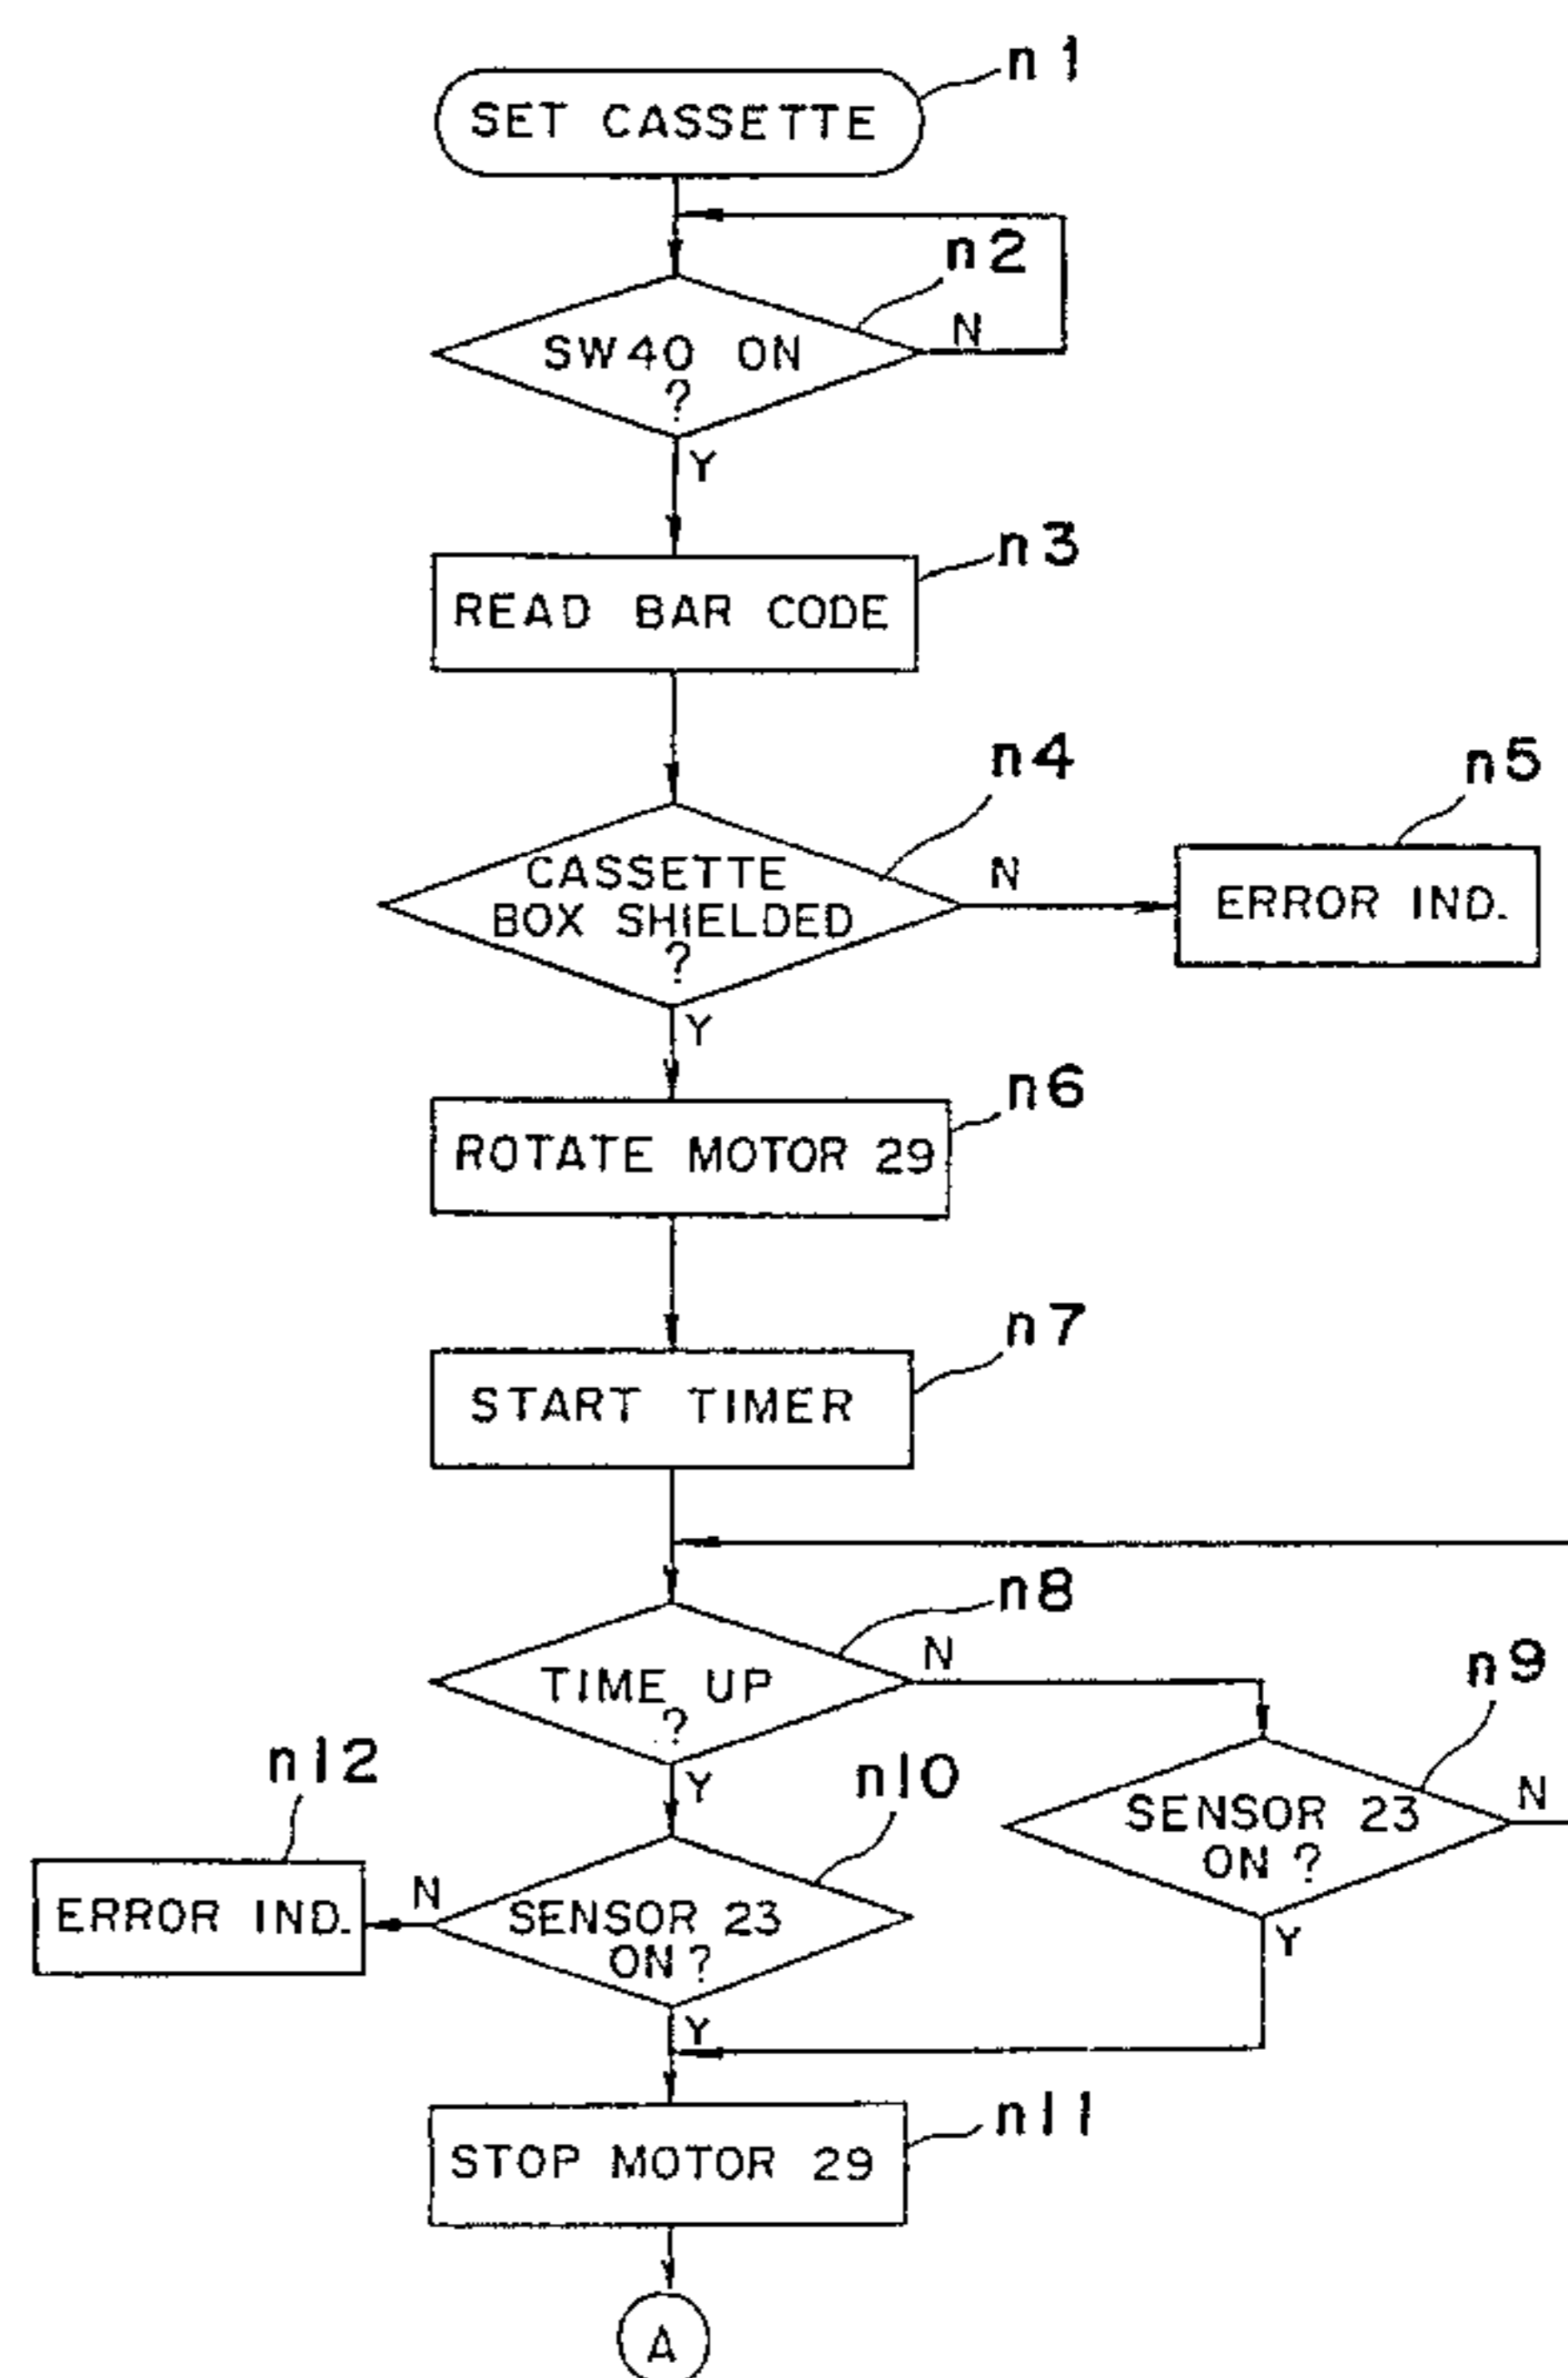 n1
SET CASSETTE
n2
SW40 ON
?
N
Y
n3
READ BAR CODE
n4
CASSETTE
BOX SHIELDED
?
N
Y
n5
ERROR IND.
n6
ROTATE MOTOR 29
n7
START TIMER
n8
TIME UP
?
N
Y
n9
SENSOR 23
ON?
N
Y
n10
SENSOR 23
ON?
N
Y
n12
ERROR IND.
n11
STOP MOTOR 29
A